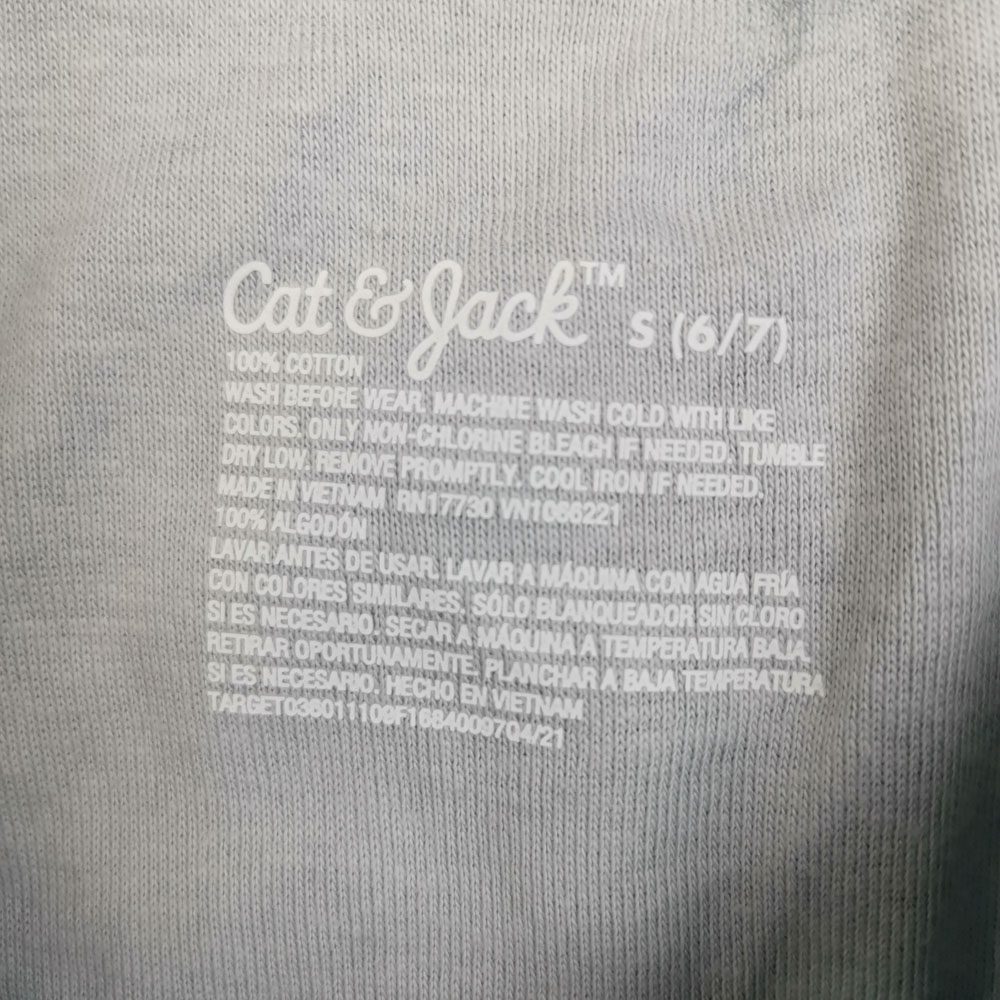 Cat & Jack™ S (6/7)
100% COTTON
WASH BEFORE WEAR. MACHINE WASH COLD WITH LIKE
COLORS. ONLY NON-CHLORINE BLEACH IF NEEDED. TUMBLE
DRY LOW. REMOVE PROMPTLY. COOL IRON IF NEEDED.
MADE IN VIETNAM RN17730 VN1066221
100% ALGODÓN
LAVAR ANTES DE USAR. LAVAR A MÁQUINA CON AGUA FRÍA
CON COLORES SIMILARES. SÓLO BLANQUEADOR SIN CLORO
SI ES NECESARIO. SECAR A MÁQUINA A TEMPERATURA BAJA.
RETIRAR OPORTUNAMENTE. PLANCHAR A BAJA TEMPERATURA
SI ES NECESARIO. HECHO EN VIETNAM
TARGET036011109F1684009704/21